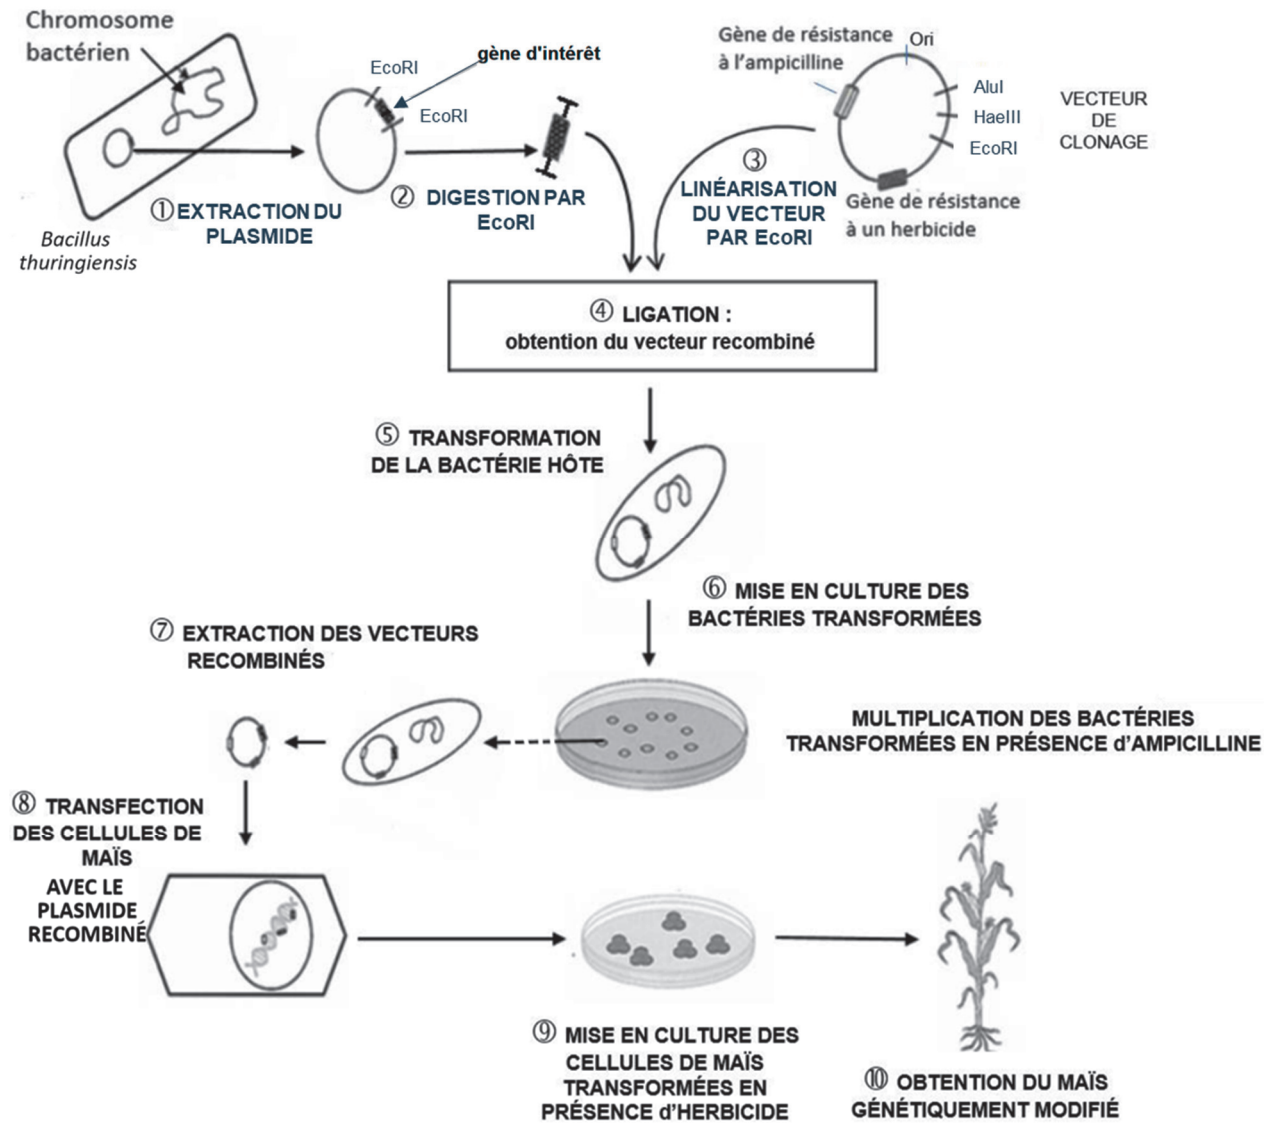 Chromosome
bactérien
EcoRI
gène d'intérêt
EcoRI
Gène de résistance
à l'ampicilline
Ori
AluI
HaeIII
EcoRI
VECTEUR
DE
CLONAGE
① EXTRACTION DU
PLASMIDE
② DIGESTION PAR
EcoRI
③
LINÉARISATION
DU VECTEUR
PAR EcoRI
Gène de résistance
à un herbicide
Bacillus
thuringiensis
④ LIGATION :
obtention du vecteur recombiné
⑤ TRANSFORMATION
DE LA BACTÉRIE HÔTE
⑥ MISE EN CULTURE DES
BACTÉRIES TRANSFORMÉES
⑦ EXTRACTION DES VECTEURS
RECOMBINÉS
MULTIPLICATION DES BACTÉRIES
TRANSFORMÉES EN PRÉSENCE d'AMPICILLINE
⑧ TRANSFECTION
DES CELLULES DE
MAÏS
AVEC LE
PLASMIDE
RECOMBINÉ
⑨ MISE EN CULTURE DES
CELLULES DE MAÏS
TRANSFORMÉES EN
PRÉSENCE d'HERBICIDE
⑩ OBTENTION DU MAÏS
GÉNÉTIQUEMENT MODIFIÉ